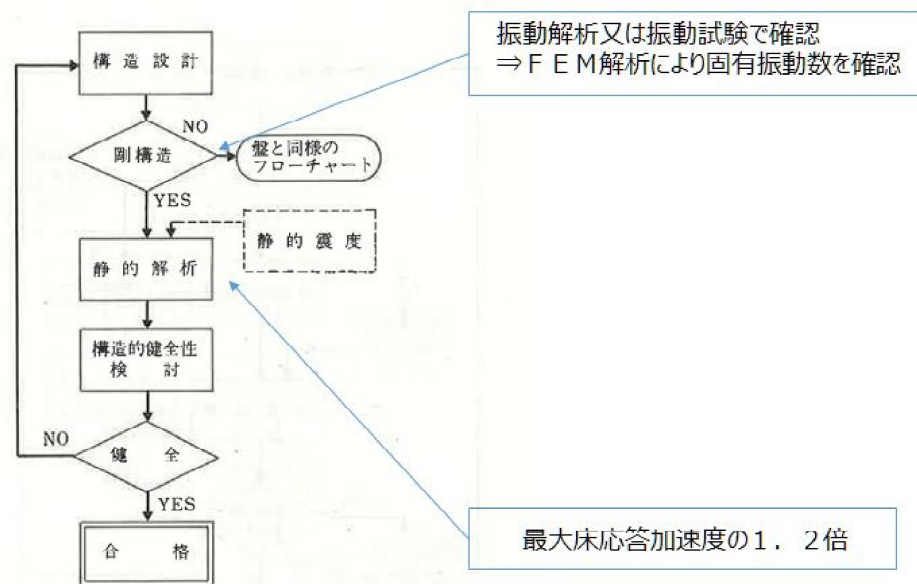 振動解析又は振動試験で確認
⇒ＦＥＭ解析により固有振動数を確認
構造設計
NO
剛構造
盤と同様の
フローチャート
YES
静的震度
静的解析
構造的健全性
検討
NO
健全
YES
合格
最大床応答加速度の１．２倍